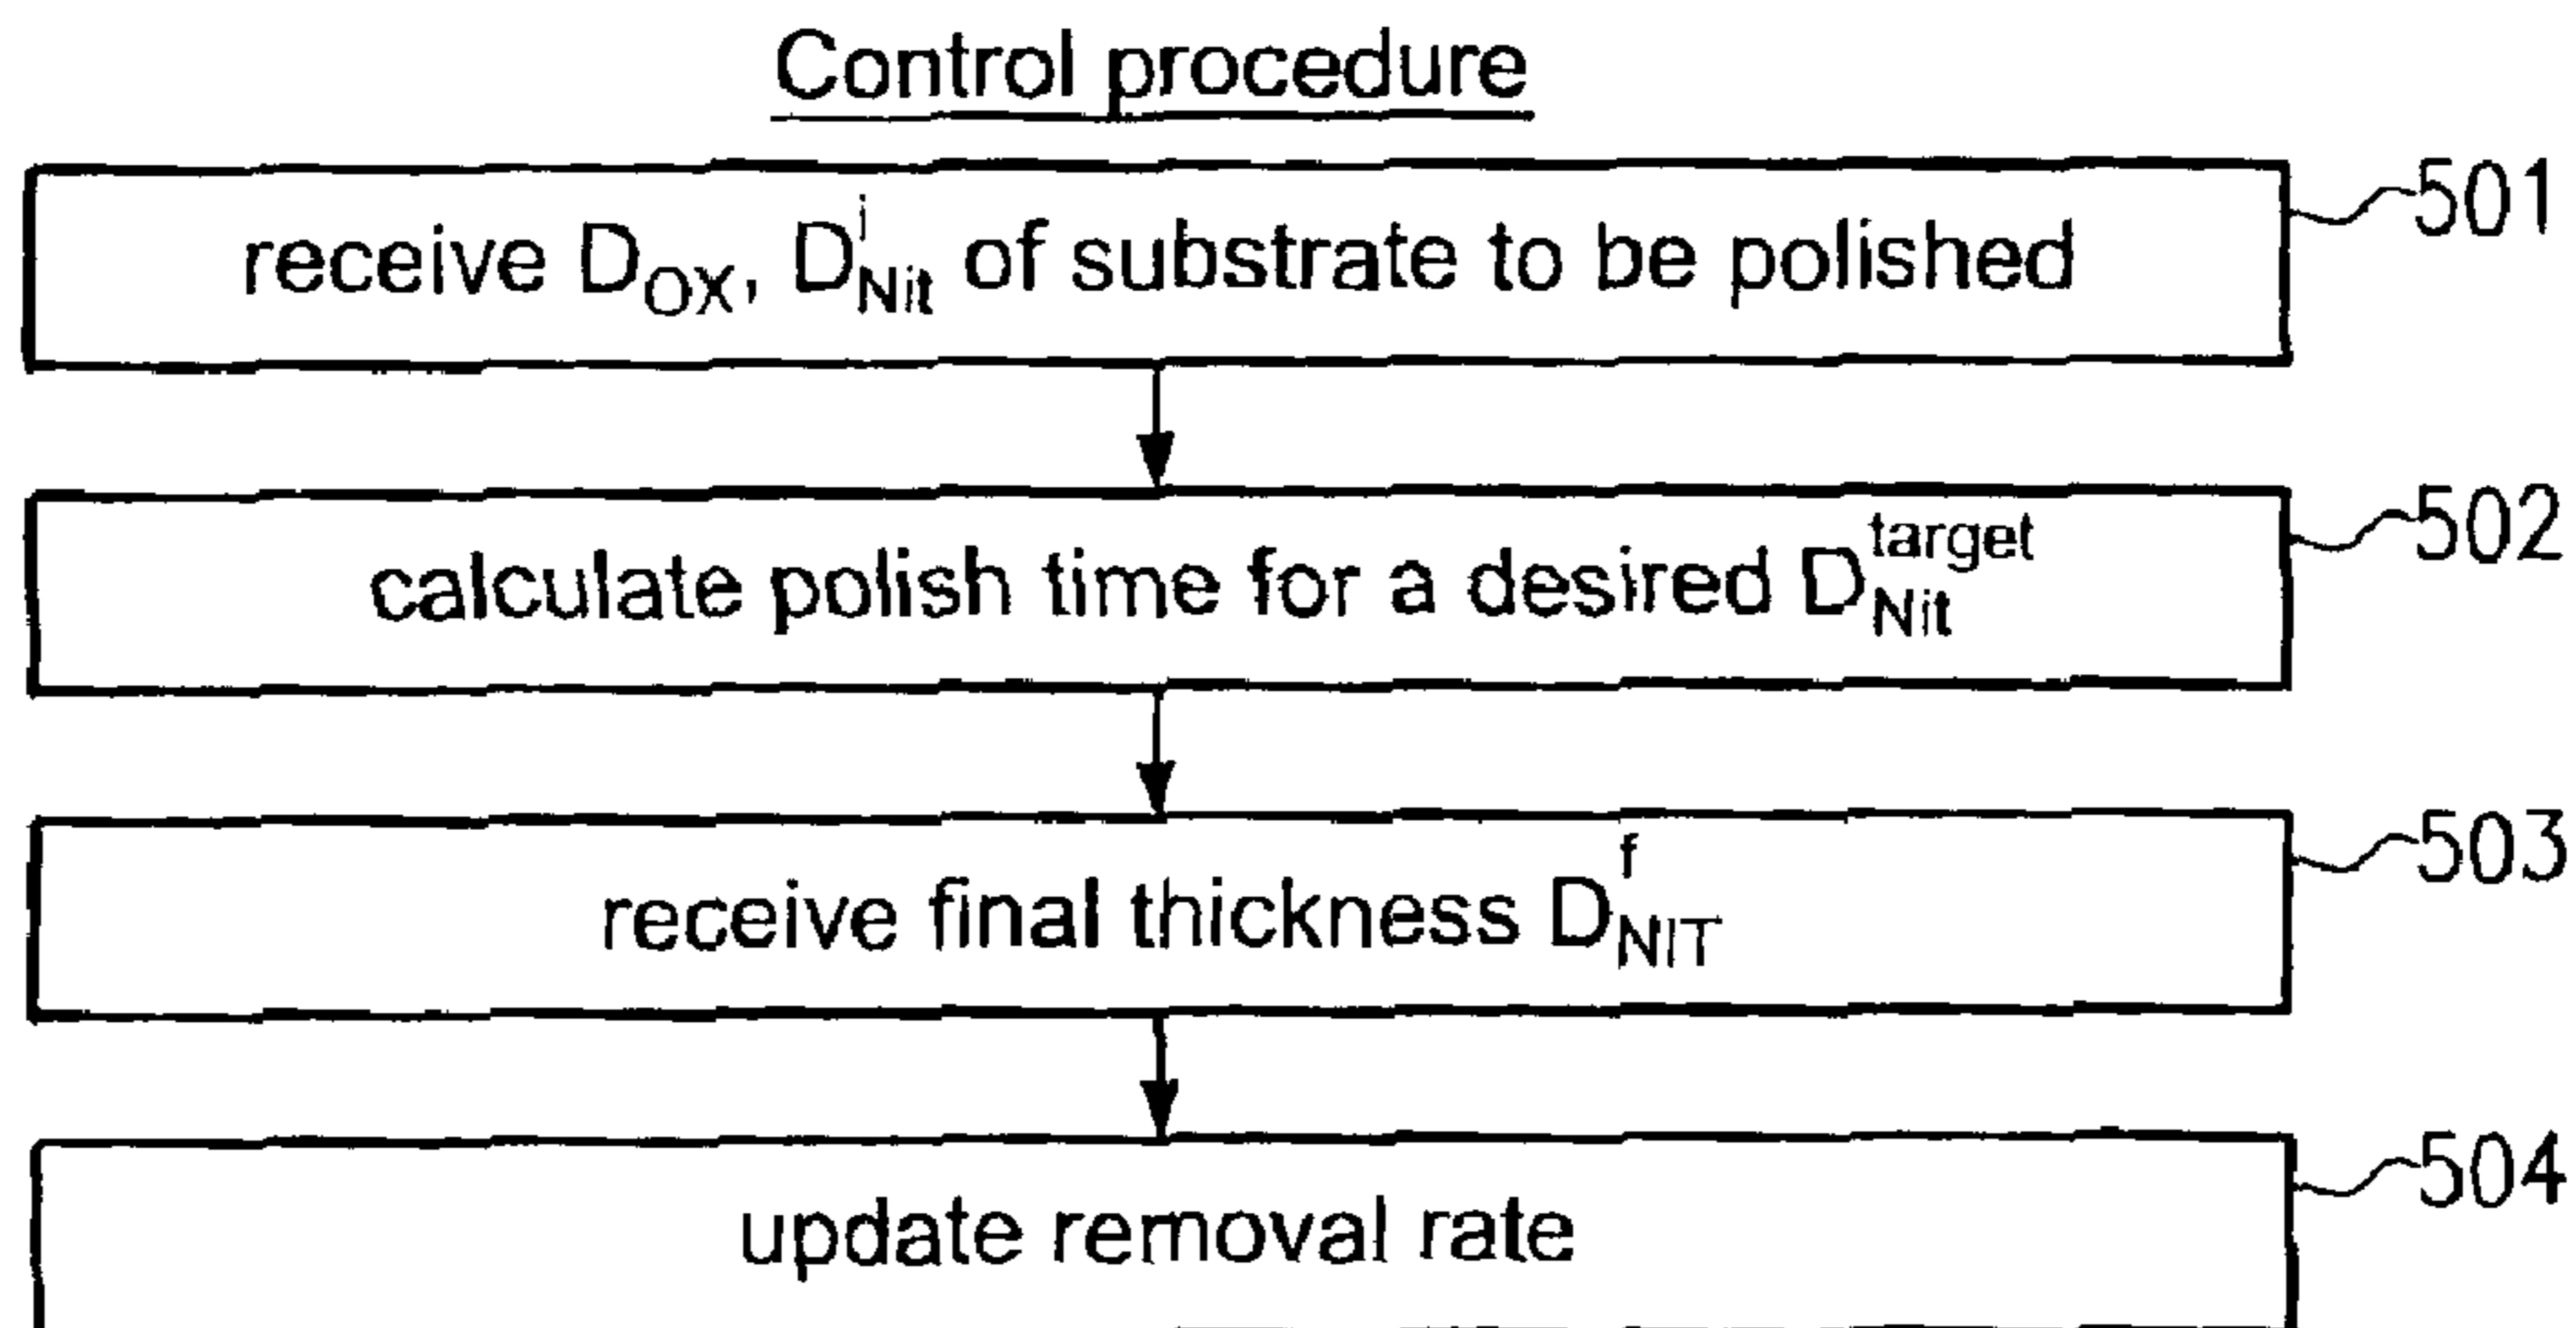 Control procedure
receive D_OX, D^i_Nit of substrate to be polished
501
calculate polish time for a desired D^target_Nit
502
receive final thickness D^f_NIT
503
update removal rate
504